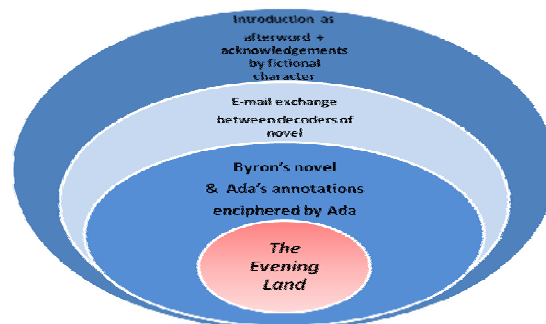 Introduction as
afterword +
acknowledgements
by fictional
character
E-mail exchange
between decoders of
novel
Byron's novel
& Ada's annotations
enciphered by Ada
The
Evening
Land